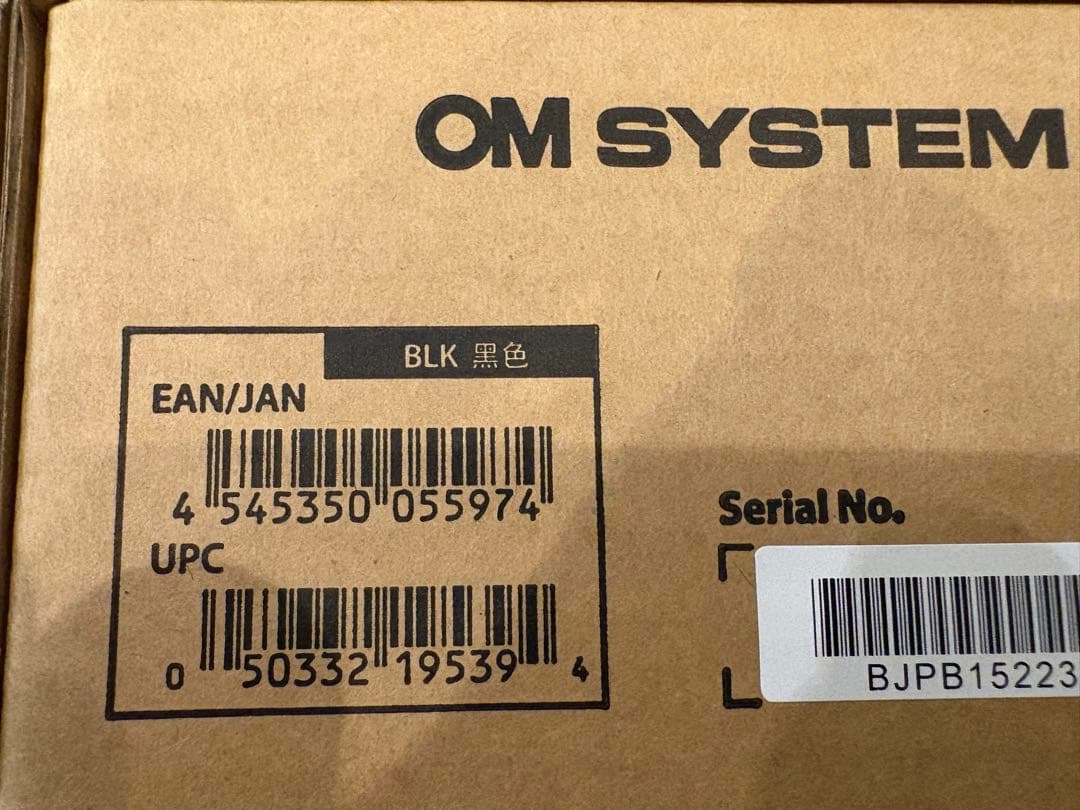 OM SYSTEM
BLK 黑色
EAN/JAN
4 545350 055974
UPC
0 50332 19539 4
Serial No.
BJPB15223